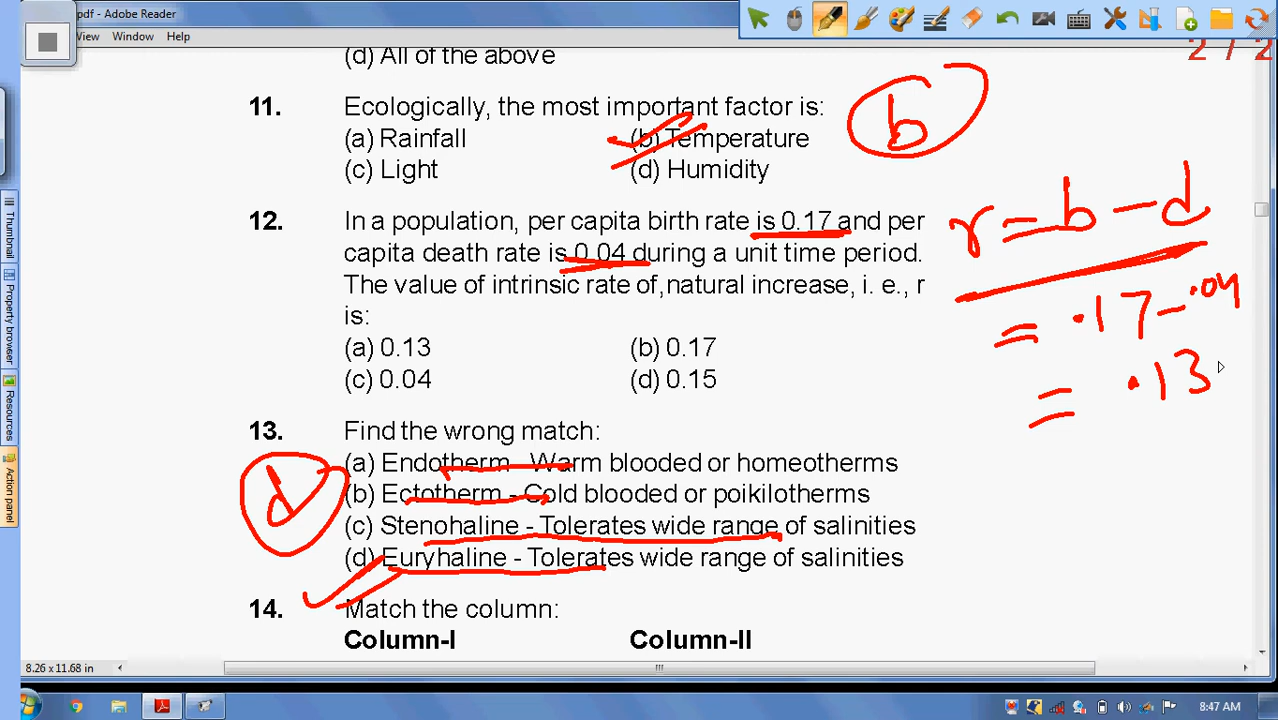 .pdf - Adobe Reader
View Window Help
(d) All of the above
2 7 2
11. Ecologically, the most important factor is:
(a) Rainfall (b) Temperature
(c) Light (d) Humidity
b
12. In a population, per capita birth rate is 0.17 and per
capita death rate is 0.04 during a unit time period.
The value of intrinsic rate of,natural increase, i. e., r
is:
(a) 0.13 (b) 0.17
(c) 0.04 (d) 0.15
r = b - d
= .17 - .04
= .13
13. Find the wrong match:
(a) Endotherm - Warm blooded or homeotherms
(b) Ectotherm - Cold blooded or poikilotherms
(c) Stenohaline - Tolerates wide range of salinities
(d) Euryhaline - Tolerates wide range of salinities
d
14. Match the column:
Column-I Column-II
Thumbnail
Property browser
Resources
Action panel
8.26 x 11.68 in
8:47 AM